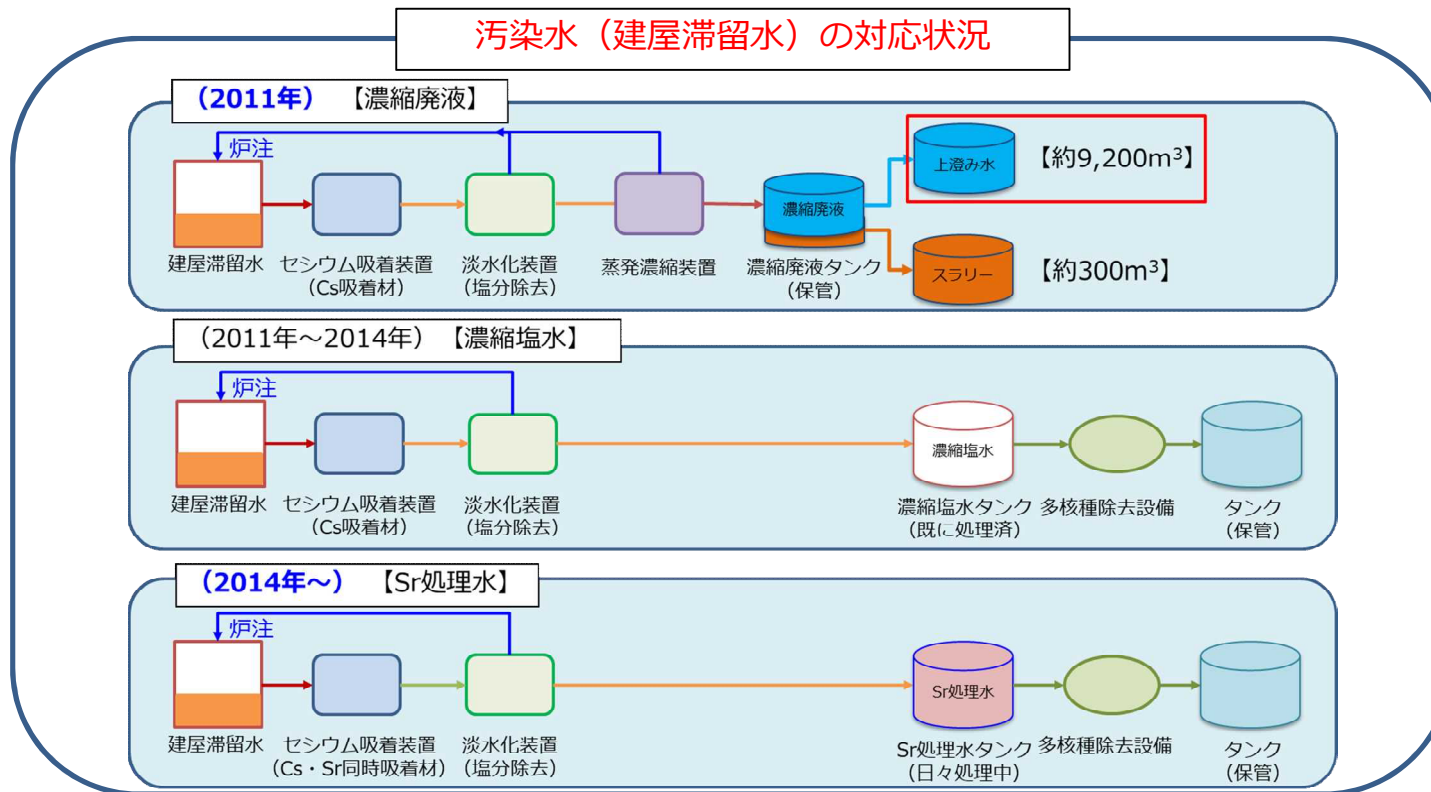 汚染水（建屋滞留水）の対応状況
（2011年） 【濃縮廃液】
炉注
上澄み水
【約9,200m³】
濃縮廃液
スラリー
【約300m³】
建屋滞留水
セシウム吸着装置
(Cs吸着材)
淡水化装置
(塩分除去)
蒸発濃縮装置
濃縮廃液タンク
(保管)
（2011年～2014年）【濃縮塩水】
炉注
濃縮塩水
建屋滞留水
セシウム吸着装置
(Cs吸着材)
淡水化装置
(塩分除去)
濃縮塩水タンク
(既に処理済)
多核種除去設備
タンク
(保管)
（2014年～） 【Sr処理水】
炉注
Sr処理水
建屋滞留水
セシウム吸着装置
(Cs・Sr同時吸着材)
淡水化装置
(塩分除去)
Sr処理水タンク
(日々処理中)
多核種除去設備
タンク
(保管)